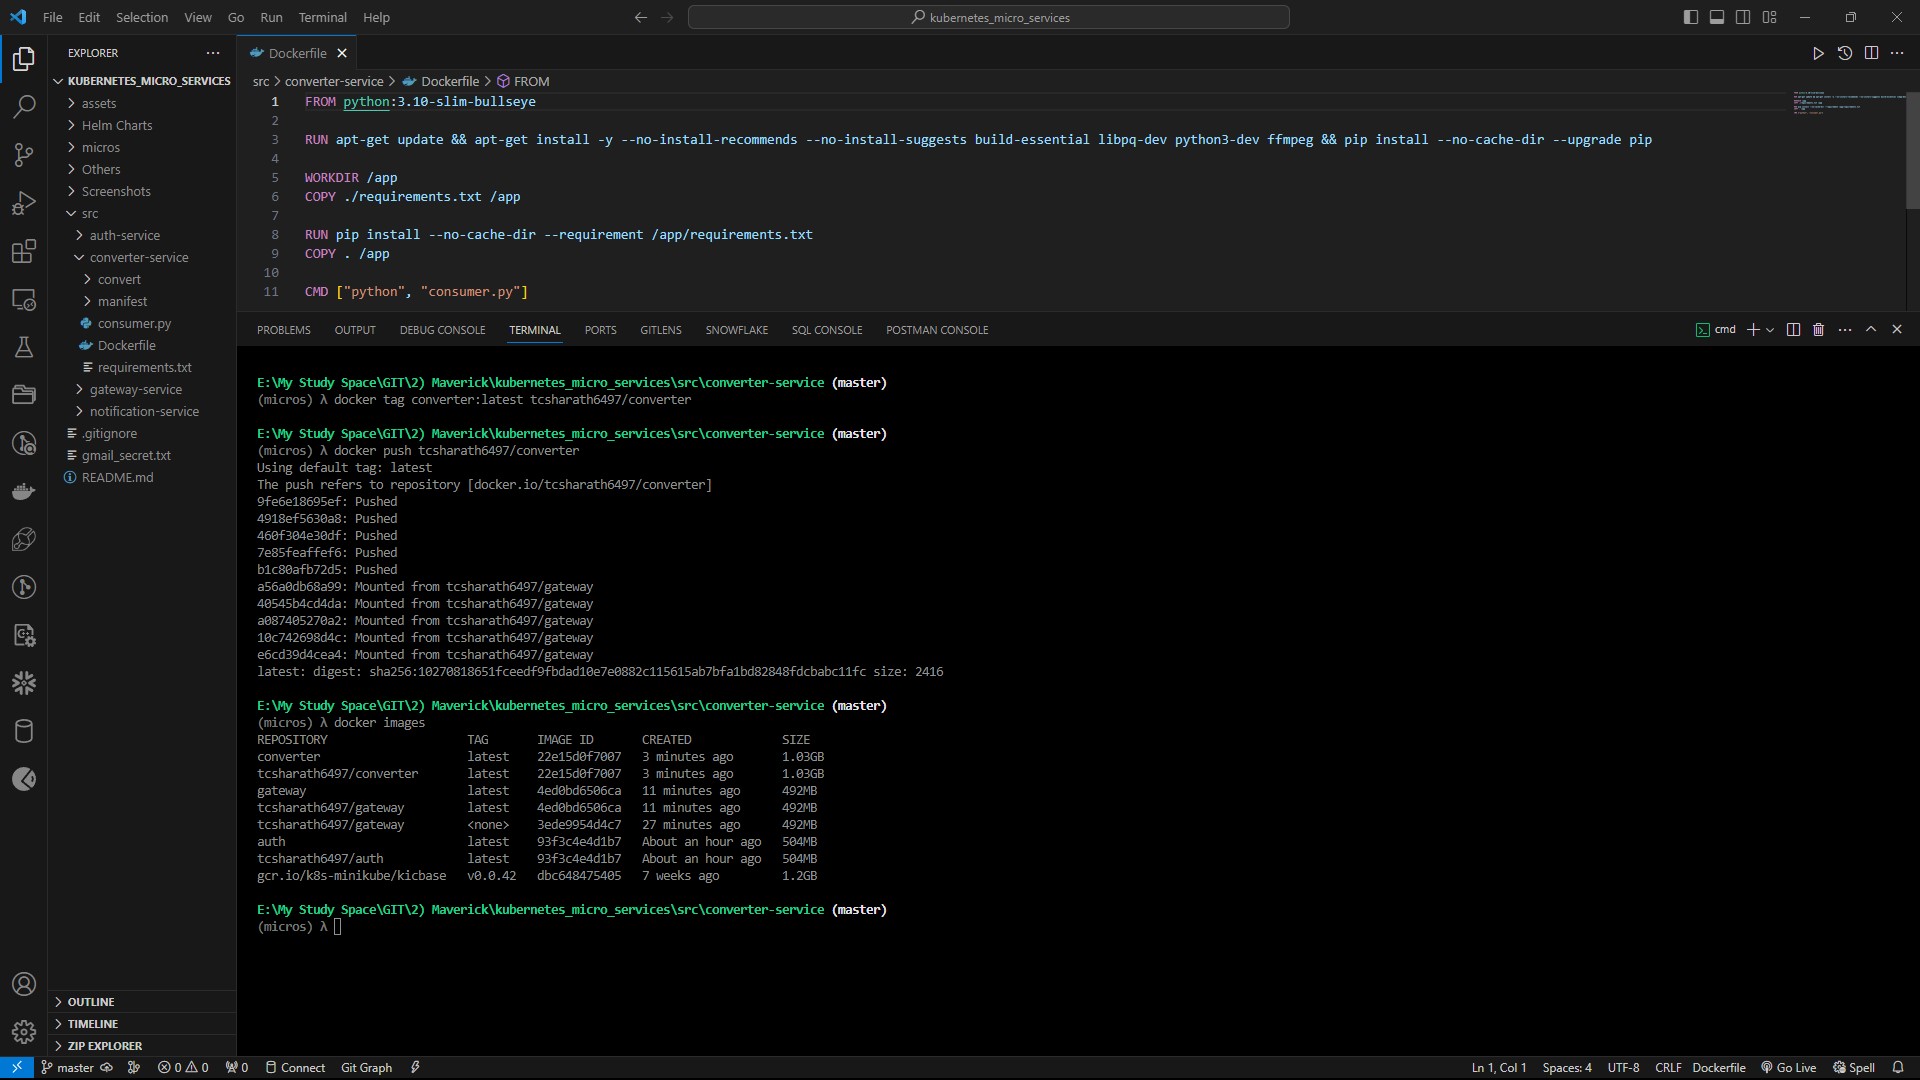 File Edit Selection View Go Run Terminal Help
kubernetes_micro_services
EXPLORER
KUBERNETES_MICRO_SERVICES
assets
Helm Charts
micros
Others
Screenshots
src
auth-service
converter-service
convert
manifest
consumer.py
Dockerfile
requirements.txt
gateway-service
notification-service
.gitignore
gmail_secret.txt
README.md
OUTLINE
TIMELINE
ZIP EXPLORER
Dockerfile
src > converter-service > Dockerfile > FROM
1 FROM python:3.10-slim-bullseye
2
3 RUN apt-get update && apt-get install -y --no-install-recommends --no-install-suggests build-essential libpq-dev python3-dev ffmpeg && pip install --no-cache-dir --upgrade pip
4
5 WORKDIR /app
6 COPY ./requirements.txt /app
7
8 RUN pip install --no-cache-dir --requirement /app/requirements.txt
9 COPY . /app
10
11 CMD ["python", "consumer.py"]
PROBLEMS OUTPUT DEBUG CONSOLE TERMINAL PORTS GITLENS SNOWFLAKE SQL CONSOLE POSTMAN CONSOLE
cmd
E:\My Study Space\GIT\2) Maverick\kubernetes_micro_services\src\converter-service (master)
(micros) λ docker tag converter:latest tcsharath6497/converter
E:\My Study Space\GIT\2) Maverick\kubernetes_micro_services\src\converter-service (master)
(micros) λ docker push tcsharath6497/converter
Using default tag: latest
The push refers to repository [docker.io/tcsharath6497/converter]
9fe6e18695ef: Pushed
4918ef5630a8: Pushed
460f304e30df: Pushed
7e85feaffef6: Pushed
b1c80afb72d5: Pushed
a56a0db68a99: Mounted from tcsharath6497/gateway
40545b4cd4da: Mounted from tcsharath6497/gateway
a087405270a2: Mounted from tcsharath6497/gateway
10c742698d4c: Mounted from tcsharath6497/gateway
e6cd39d4cea4: Mounted from tcsharath6497/gateway
latest: digest: sha256:10270818651fceedf9fbdad10e7e0882c115615ab7bfa1bd82848fdcbabc11fc size: 2416
E:\My Study Space\GIT\2) Maverick\kubernetes_micro_services\src\converter-service (master)
(micros) λ docker images
REPOSITORY TAG IMAGE ID CREATED SIZE
converter latest 22e15d0f7007 3 minutes ago 1.03GB
tcsharath6497/converter latest 22e15d0f7007 3 minutes ago 1.03GB
gateway latest 4ed0bd6506ca 11 minutes ago 492MB
tcsharath6497/gateway latest 4ed0bd6506ca 11 minutes ago 492MB
tcsharath6497/gateway <none> 3ede9954d4c7 27 minutes ago 492MB
auth latest 93f3c4e4d1b7 About an hour ago 504MB
tcsharath6497/auth latest 93f3c4e4d1b7 About an hour ago 504MB
gcr.io/k8s-minikube/kicbase v0.0.42 dbc648475405 7 weeks ago 1.2GB
E:\My Study Space\GIT\2) Maverick\kubernetes_micro_services\src\converter-service (master)
(micros) λ
master 0 0 0 Connect Git Graph Ln 1, Col 1 Spaces: 4 UTF-8 CRLF Dockerfile Go Live Spell